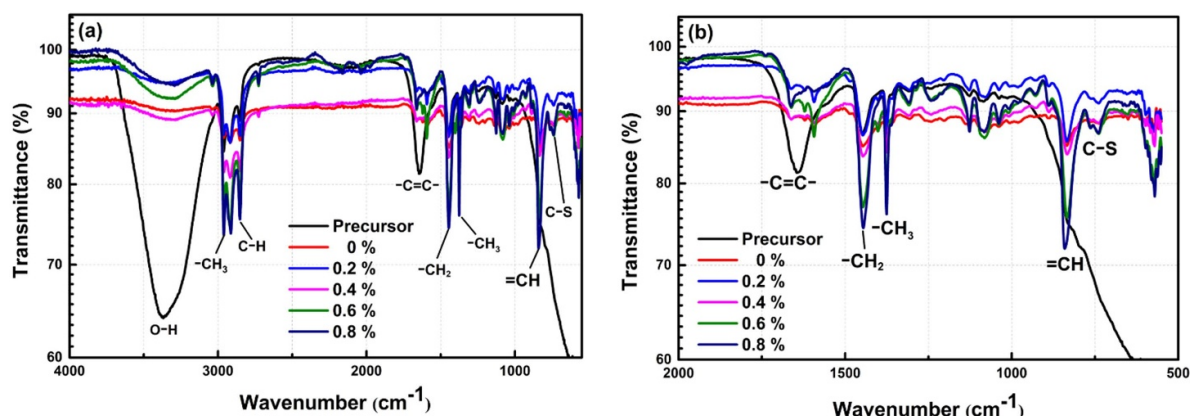 (a)
100
90
80
70
60
Transmittance (%)
4000
3000
2000
1000
Wavenumber (cm⁻¹)
O-H
-CH₃
C-H
-C=C-
-CH₂
-CH₃
=CH
C-S
Precursor
0 %
0.2 %
0.4 %
0.6 %
0.8 %
(b)
100
90
80
70
60
Transmittance (%)
2000
1500
1000
500
Wavenumber (cm⁻¹)
-C=C-
-CH₂
-CH₃
=CH
C-S
Precursor
0 %
0.2 %
0.4 %
0.6 %
0.8 %